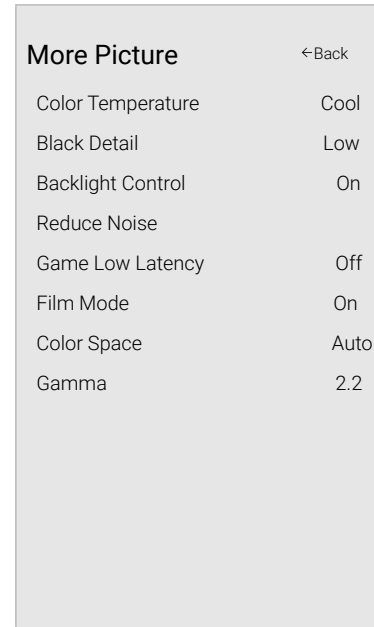 More Picture ←Back
Color Temperature Cool
Black Detail Low
Backlight Control On
Reduce Noise
Game Low Latency Off
Film Mode On
Color Space Auto
Gamma 2.2